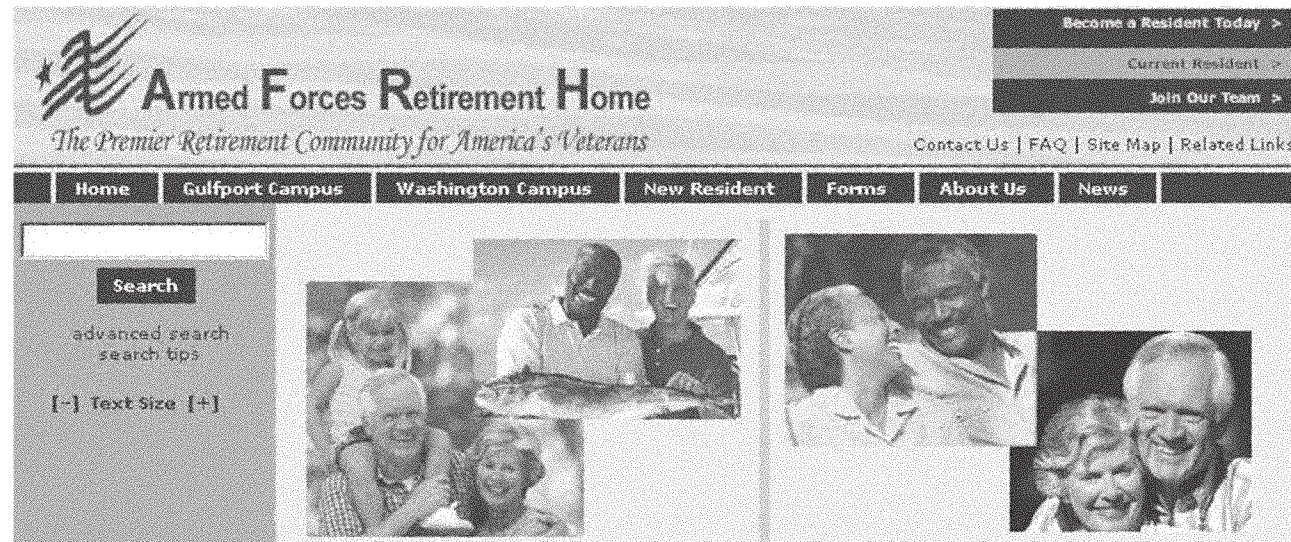 Become a Resident Today >
Current Resident >
Join Our Team >
Armed Forces Retirement Home
The Premier Retirement Community for America's Veterans
Contact Us | FAQ | Site Map | Related Links
Home Gulfport Campus Washington Campus New Resident Forms About Us News
Search
advanced search
search tips
[-] Text Size [+]